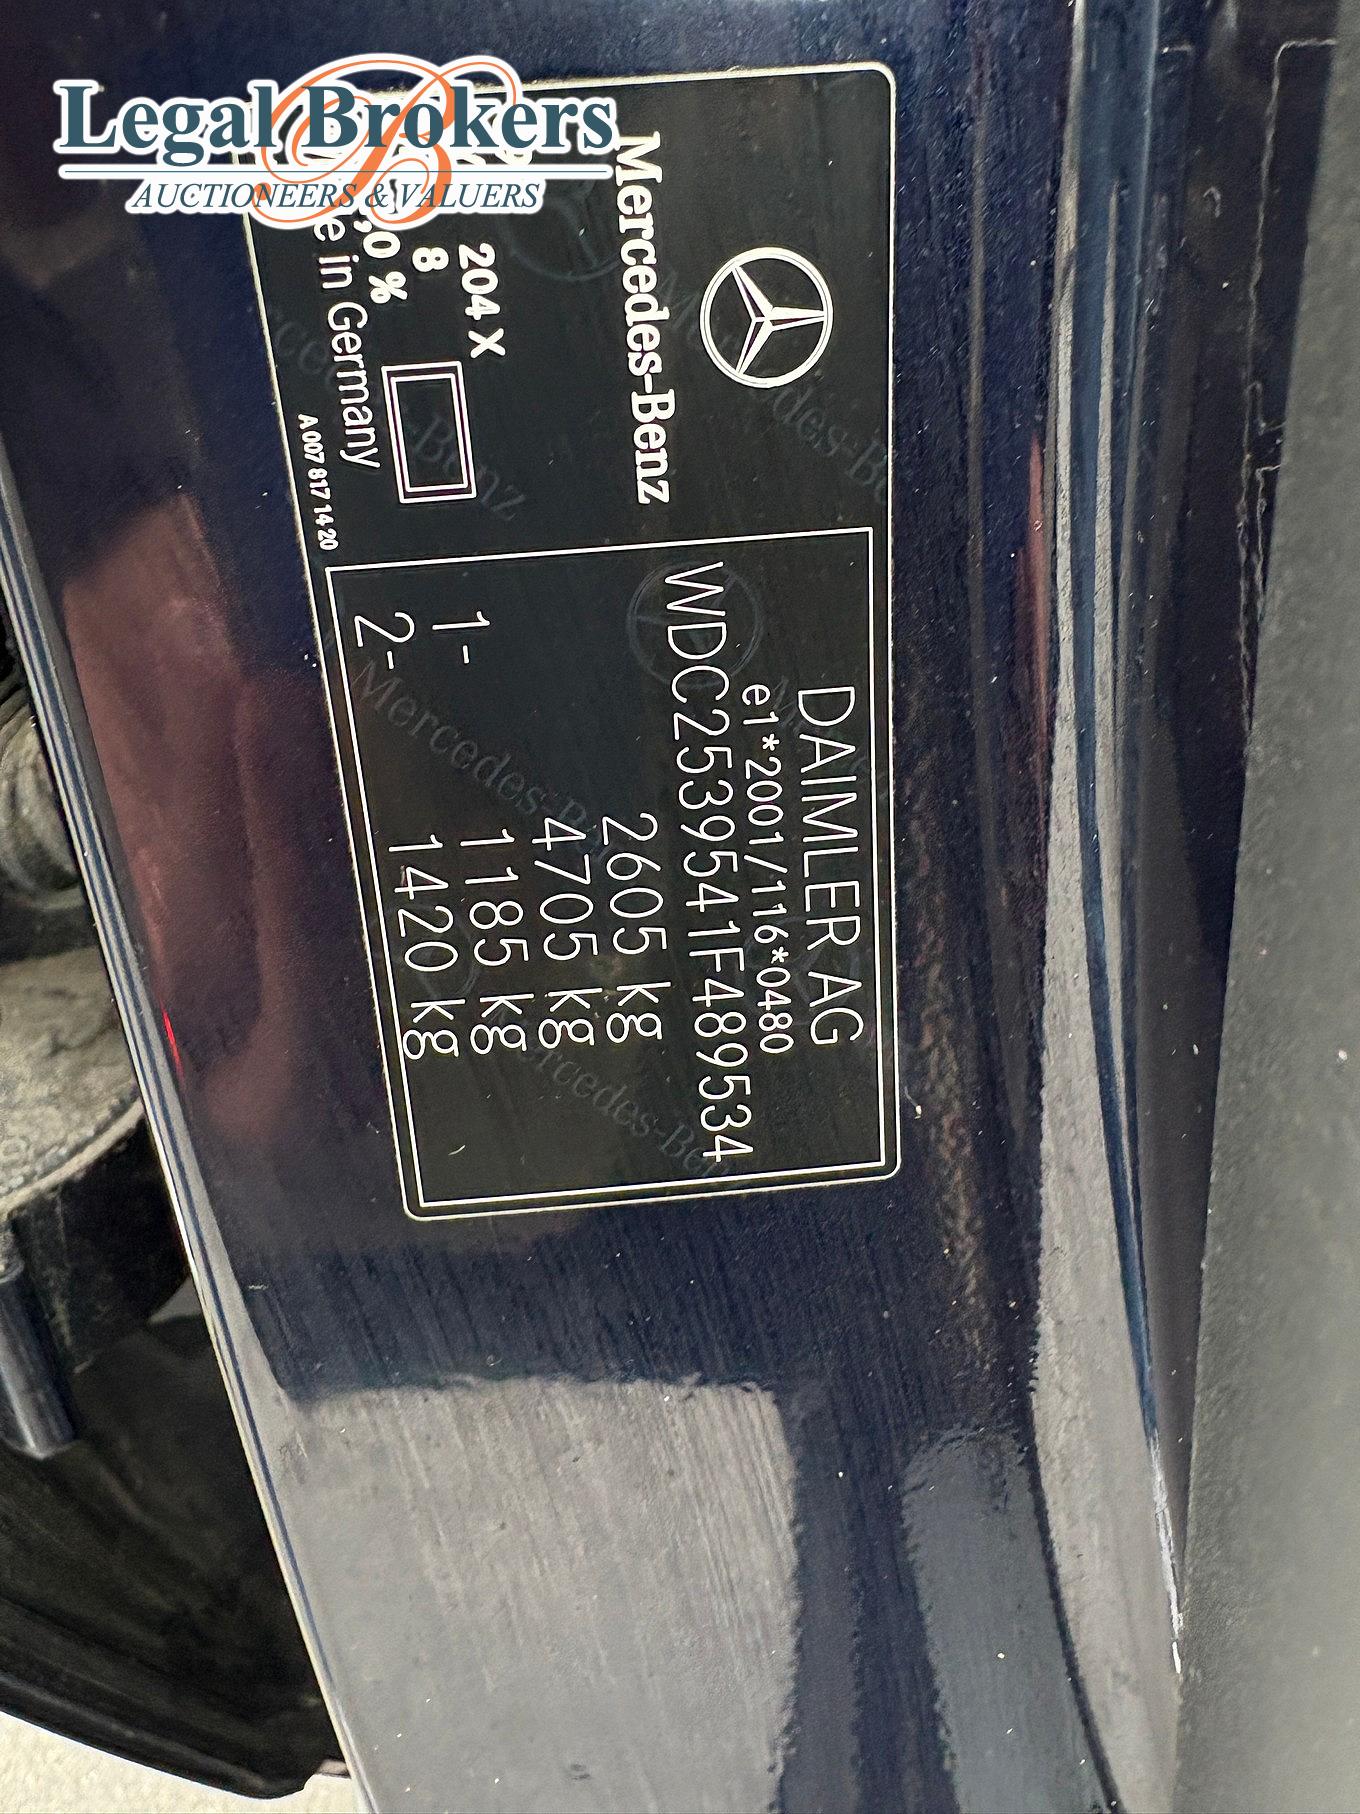 Legal Brokers
AUCTIONEERS & VALUERS
Mercedes-Benz
204 X
8
,0 %
in Germany
A 007 817 14 20
DAIMLER AG
e1*2001/116*0480
WDC2539541F489534
2605 kg
4705 kg
1- 1185 kg
2- 1420 kg